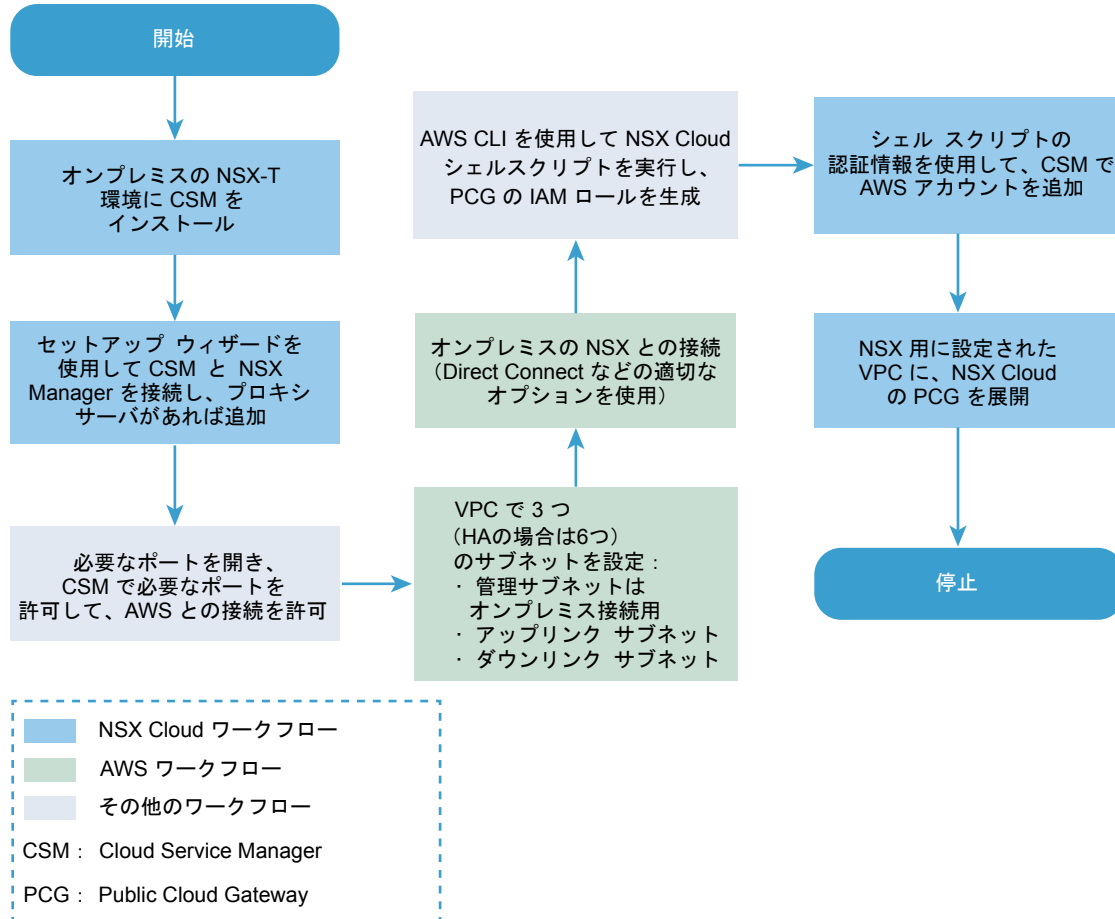 開始
オンプレミスの NSX-T
環境に CSM を
インストール
セットアップ ウィザードを
使用して CSM と NSX
Manager を接続し、プロキシ
サーバがあれば追加
必要なポートを開き、
CSM で必要なポートを
許可して、AWS との接続を許可
VPC で 3 つ
（HAの場合は6つ）
のサブネットを設定：
· 管理サブネットは
オンプレミス接続用
· アップリンク サブネット
· ダウンリンク サブネット
オンプレミスの NSX との接続
（Direct Connect などの適切な
オプションを使用）
AWS CLI を使用して NSX Cloud
シェルスクリプトを実行し、
PCG の IAM ロールを生成
シェル スクリプトの
認証情報を使用して、CSM で
AWS アカウントを追加
NSX 用に設定された
VPC に、NSX Cloud
の PCG を展開
停止
NSX Cloud ワークフロー
AWS ワークフロー
その他のワークフロー
CSM： Cloud Service Manager
PCG： Public Cloud Gateway